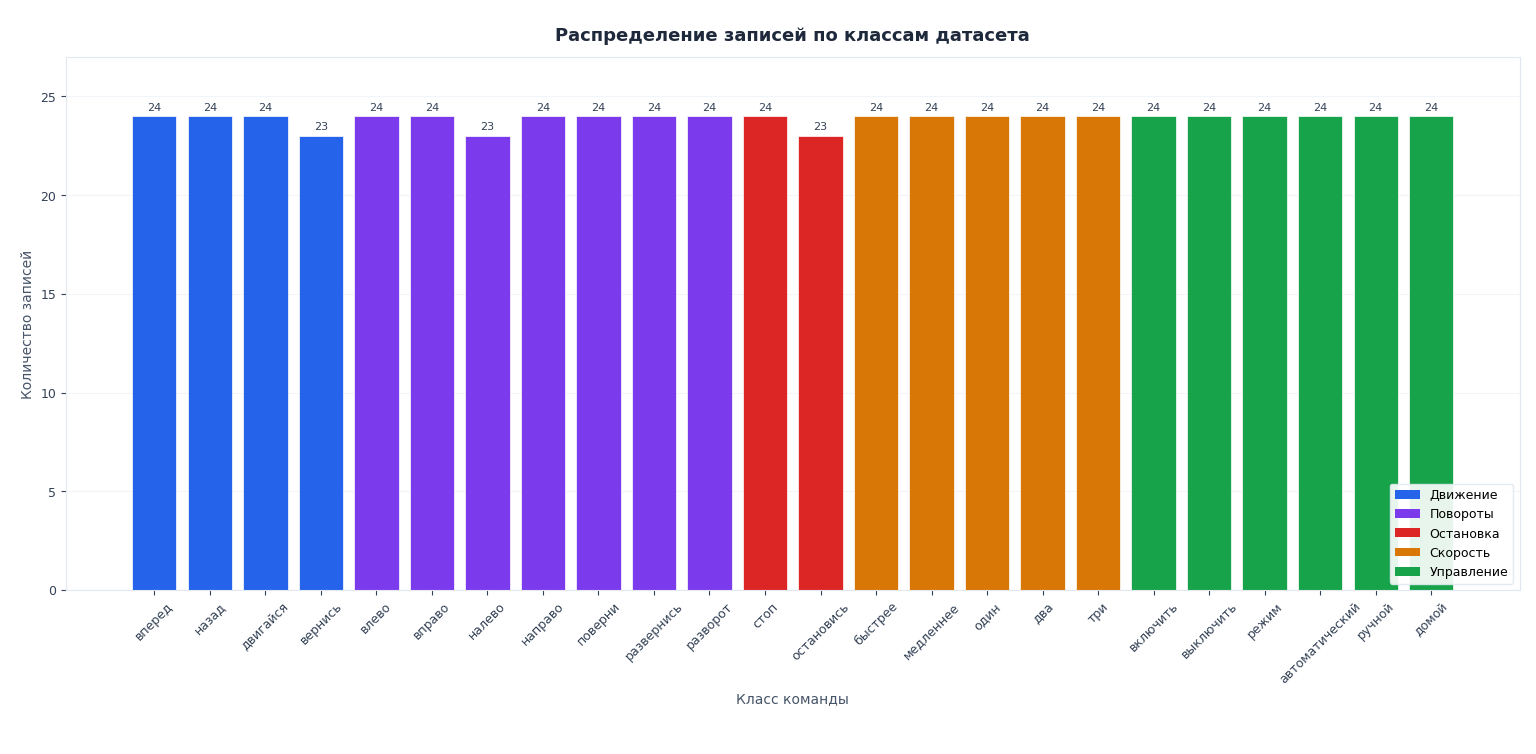 Распределение записей по классам датасета
Количество записей
25
20
15
10
5
0
24 24 24 23 24 24 23 24 24 24 24 24 23 24 24 24 24 24 24 24 24 24 24 24
Движение
Повороты
Остановка
Скорость
Управление
вперед назад двигайся вернись влево вправо налево направо поверни развернись разворот стоп остановись быстрее медленнее один два три включить выключить режим автоматический ручной домой
Класс команды